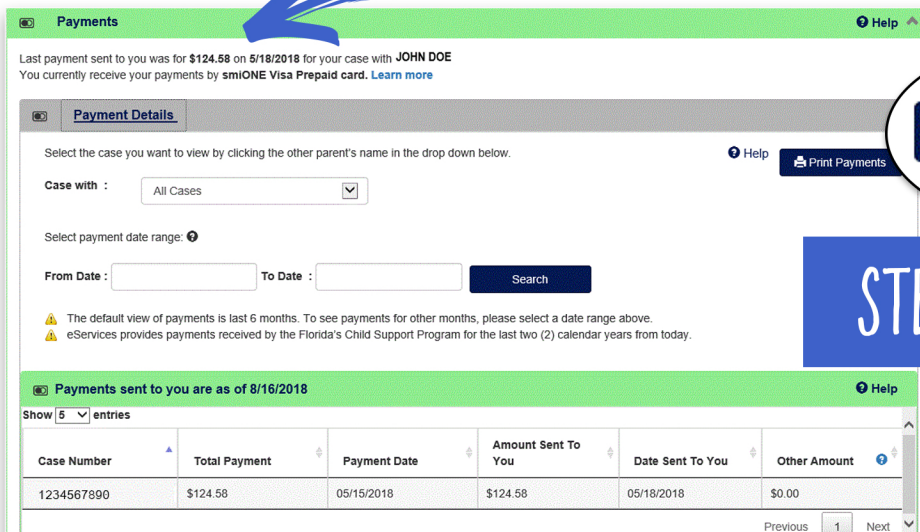 Payments
Help
Last payment sent to you was for $124.58 on 5/18/2018 for your case with JOHN DOE
You currently receive your payments by smiONE Visa Prepaid card. Learn more
Payment Details
Select the case you want to view by clicking the other parent's name in the drop down below.
Help
Print Payments
Case with :
All Cases
Select payment date range:
From Date :
To Date :
Search
The default view of payments is last 6 months. To see payments for other months, please select a date range above.
eServices provides payments received by the Florida's Child Support Program for the last two (2) calendar years from today.
Payments sent to you are as of 8/16/2018
Help
Show 5 entries
Case Number Total Payment Payment Date Amount Sent To You Date Sent To You Other Amount
1234567890 $124.58 05/15/2018 $124.58 05/18/2018 $0.00
Previous 1 Next